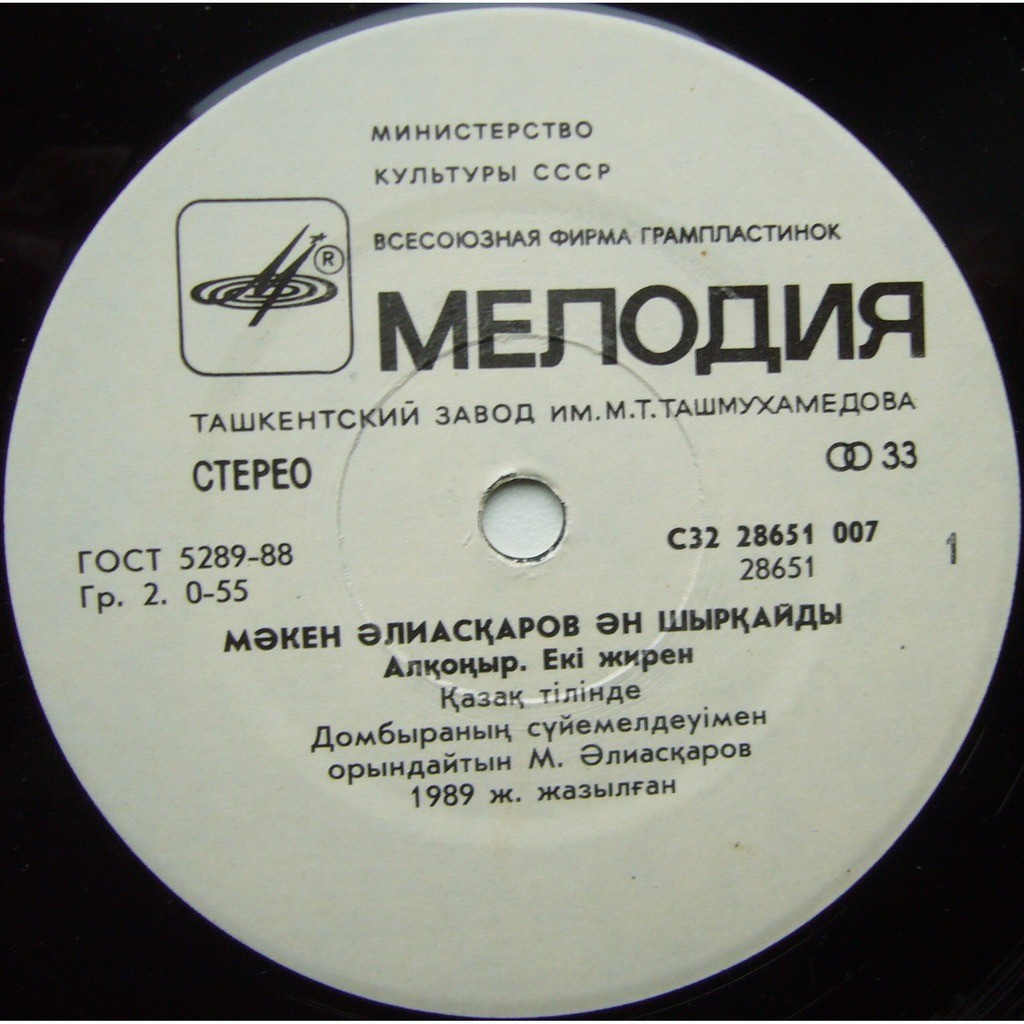 МИНИСТЕРСТВО
КУЛЬТУРЫ СССР
ВСЕСОЮЗНАЯ ФИРМА ГРАМПЛАСТИНОК
®
МЕЛОДИЯ
ТАШКЕНТСКИЙ ЗАВОД ИМ.М.Т.ТАШМУХАМЕДОВА
СТЕРЕО
33
ГОСТ 5289-88
Гр. 2. 0-55
С32 28651 007
28651
1
МӘКЕН ӘЛИАСҚАРОВ ӘН ШЫРҚАЙДЫ
Алқоңыр. Екі жирен
Қазақ тілінде
Домбыраның сүйемелдеуімен
орындайтын М. Әлиасқаров
1989 ж. жазылған